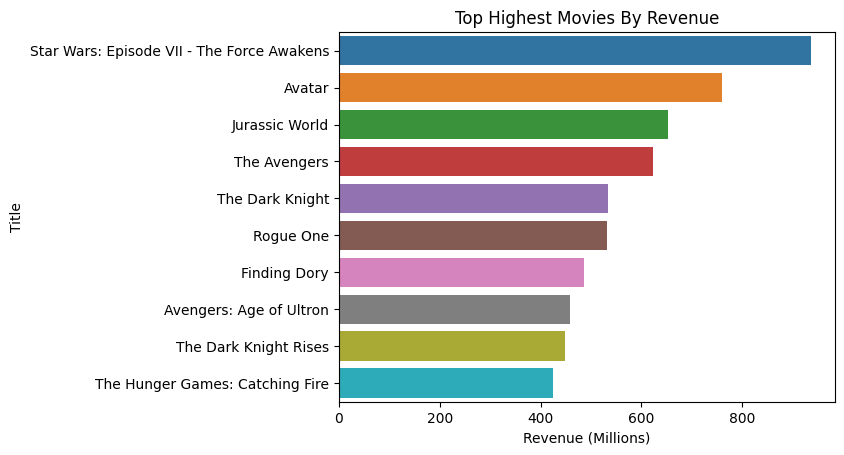 Top Highest Movies By Revenue
Title
Star Wars: Episode VII - The Force Awakens
Avatar
Jurassic World
The Avengers
The Dark Knight
Rogue One
Finding Dory
Avengers: Age of Ultron
The Dark Knight Rises
The Hunger Games: Catching Fire
0 200 400 600 800
Revenue (Millions)